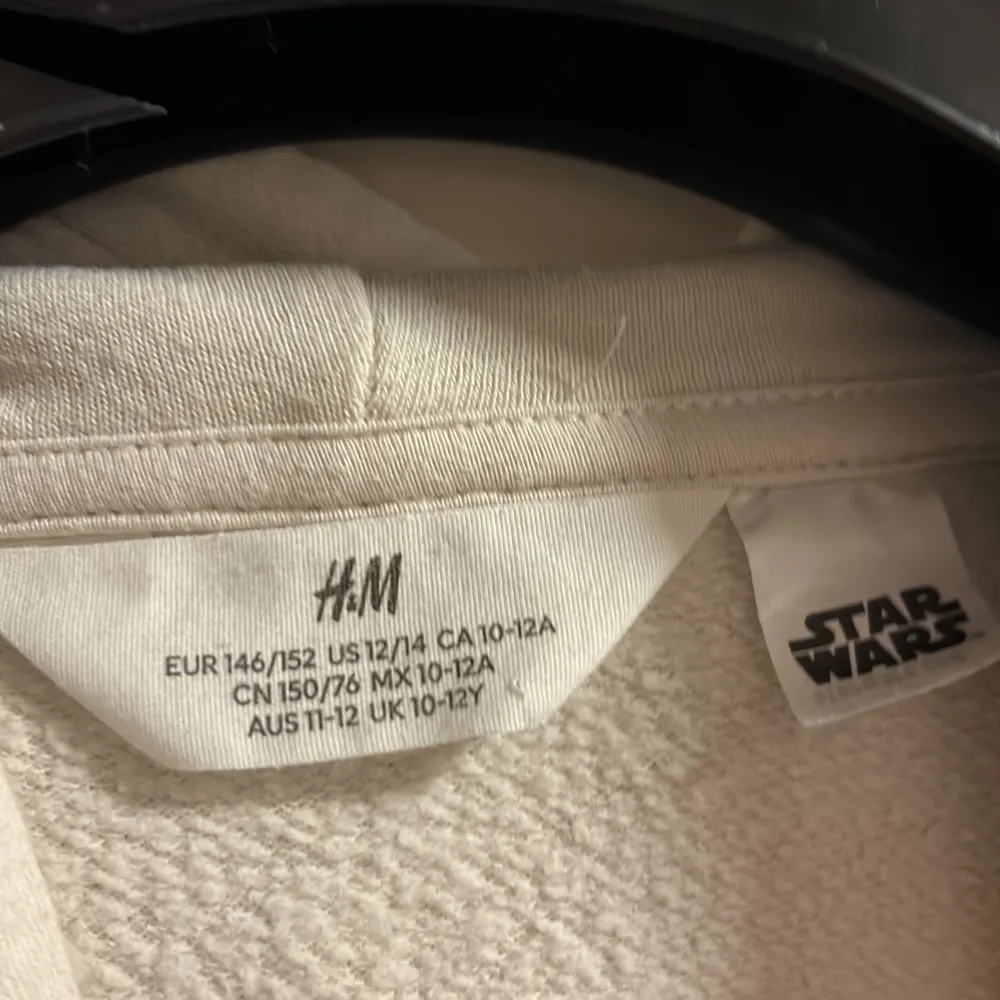 H&M
EUR 146/152 US 12/14 CA 10-12A
CN 150/76 MX 10-12A
AUS 11-12 UK 10-12Y
STAR
WARS